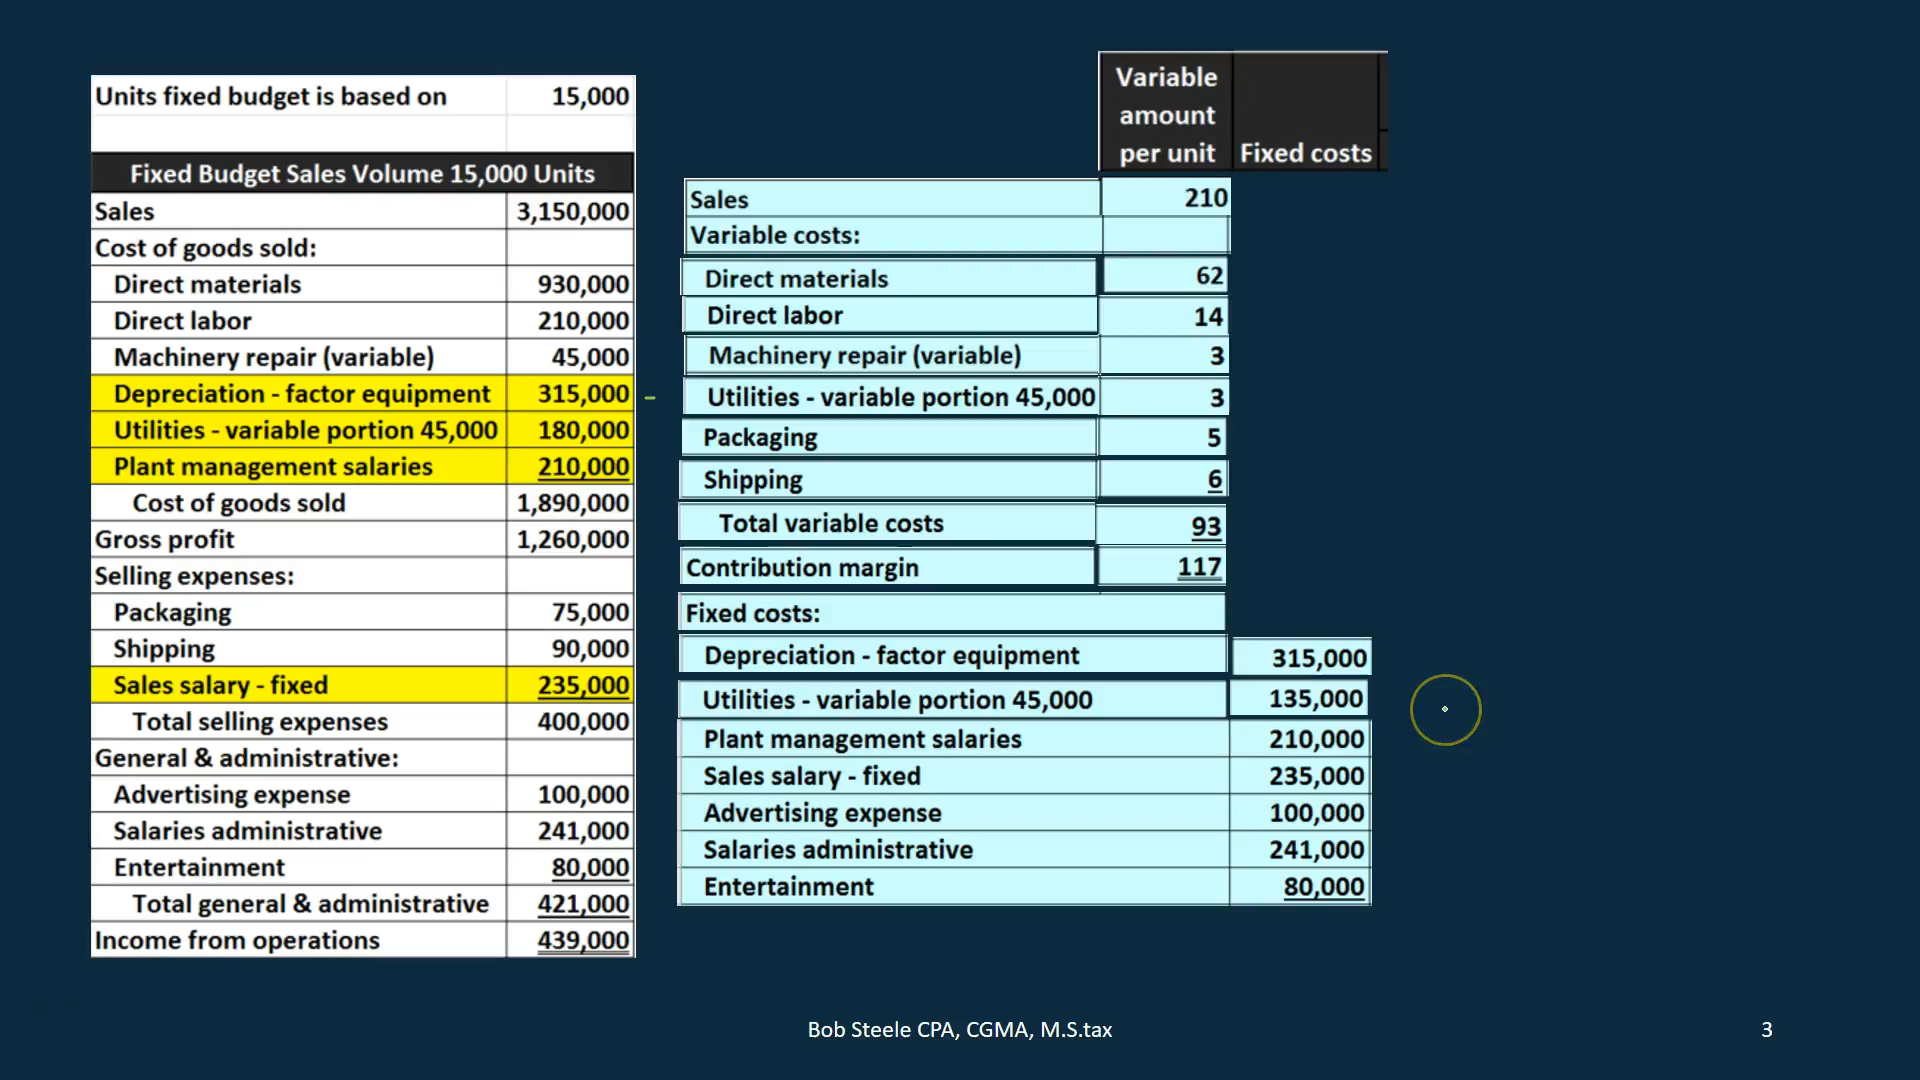 Units fixed budget is based on 15,000
Fixed Budget Sales Volume 15,000 Units
Sales 3,150,000
Cost of goods sold:
Direct materials 930,000
Direct labor 210,000
Machinery repair (variable) 45,000
Depreciation - factor equipment 315,000
Utilities - variable portion 45,000 180,000
Plant management salaries 210,000
Cost of goods sold 1,890,000
Gross profit 1,260,000
Selling expenses:
Packaging 75,000
Shipping 90,000
Sales salary - fixed 235,000
Total selling expenses 400,000
General & administrative:
Advertising expense 100,000
Salaries administrative 241,000
Entertainment 80,000
Total general & administrative 421,000
Income from operations 439,000
Variable
amount
per unit Fixed costs
Sales 210
Variable costs:
Direct materials 62
Direct labor 14
Machinery repair (variable) 3
Utilities - variable portion 45,000 3
Packaging 5
Shipping 6
Total variable costs 93
Contribution margin 117
Fixed costs:
Depreciation - factor equipment 315,000
Utilities - variable portion 45,000 135,000
Plant management salaries 210,000
Sales salary - fixed 235,000
Advertising expense 100,000
Salaries administrative 241,000
Entertainment 80,000
Bob Steele CPA, CGMA, M.S.tax
3